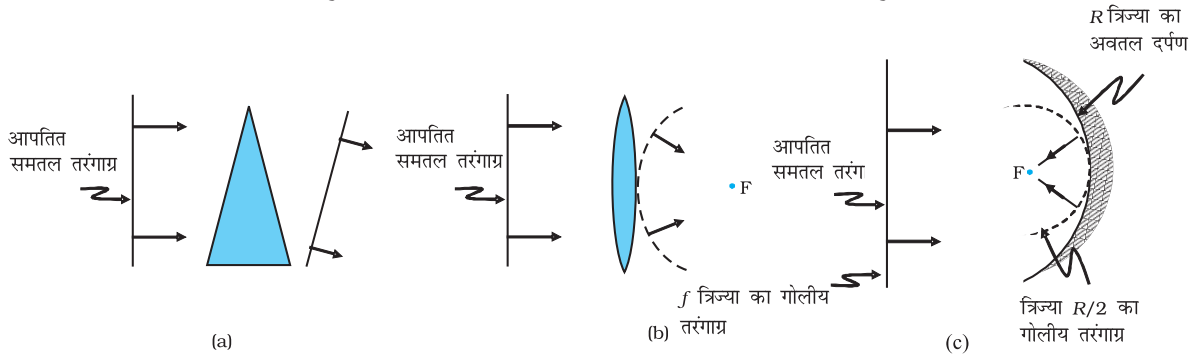 आपतित
समतल तरंगाग्र
(a)
आपतित
समतल तरंगाग्र
F
f त्रिज्या का गोलीय
तरंगाग्र
(b)
आपतित
समतल तरंग
R त्रिज्या का
अवतल दर्पण
F
त्रिज्या R/2 का
गोलीय तरंगाग्र
(c)